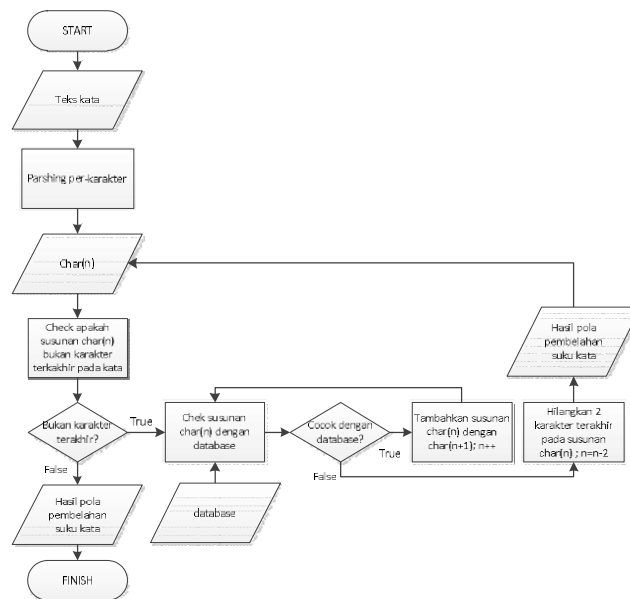 START
Teks kata
Parshing per-karakter
Char(n)
Check apakah
susunan char(n)
bukan karakter
terkakhir pada kata
Bukan karakter
terakhir?
True
False
Hasil pola
pembelahan
suku kata
FINISH
Chek susunan
char(n) dengan
database
database
Cocok dengan
database?
True
False
Tambahkan susunan
char(n) dengan
char(n+1); n++
Hilangkan 2
karakter terakhir
pada susunan
char(n) ; n=n-2
Hasil pola
pembelahan
suku kata